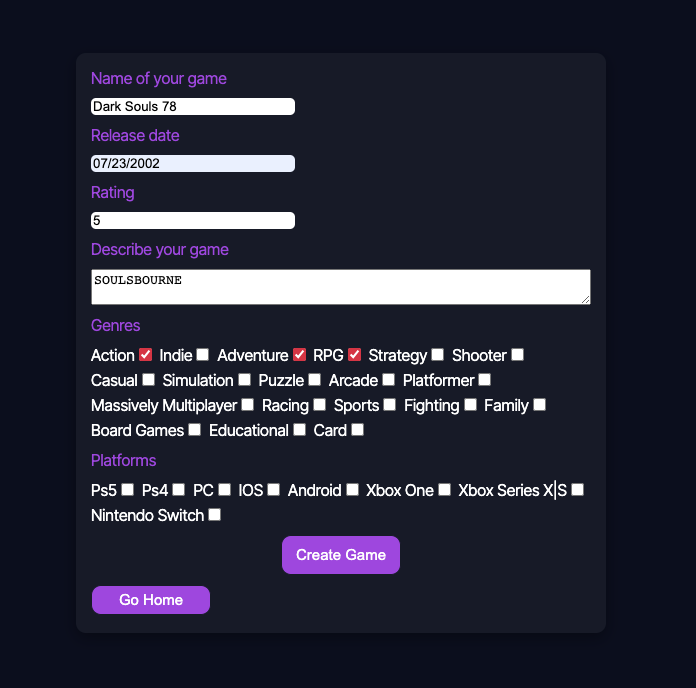 Name of your game
Dark Souls 78
Release date
07/23/2002
Rating
5
Describe your game
SOULSBOURNE
Genres
Action Indie Adventure RPG Strategy Shooter
Casual Simulation Puzzle Arcade Platformer
Massively Multiplayer Racing Sports Fighting Family
Board Games Educational Card
Platforms
Ps5 Ps4 PC IOS Android Xbox One Xbox Series X|S
Nintendo Switch
Create Game
Go Home